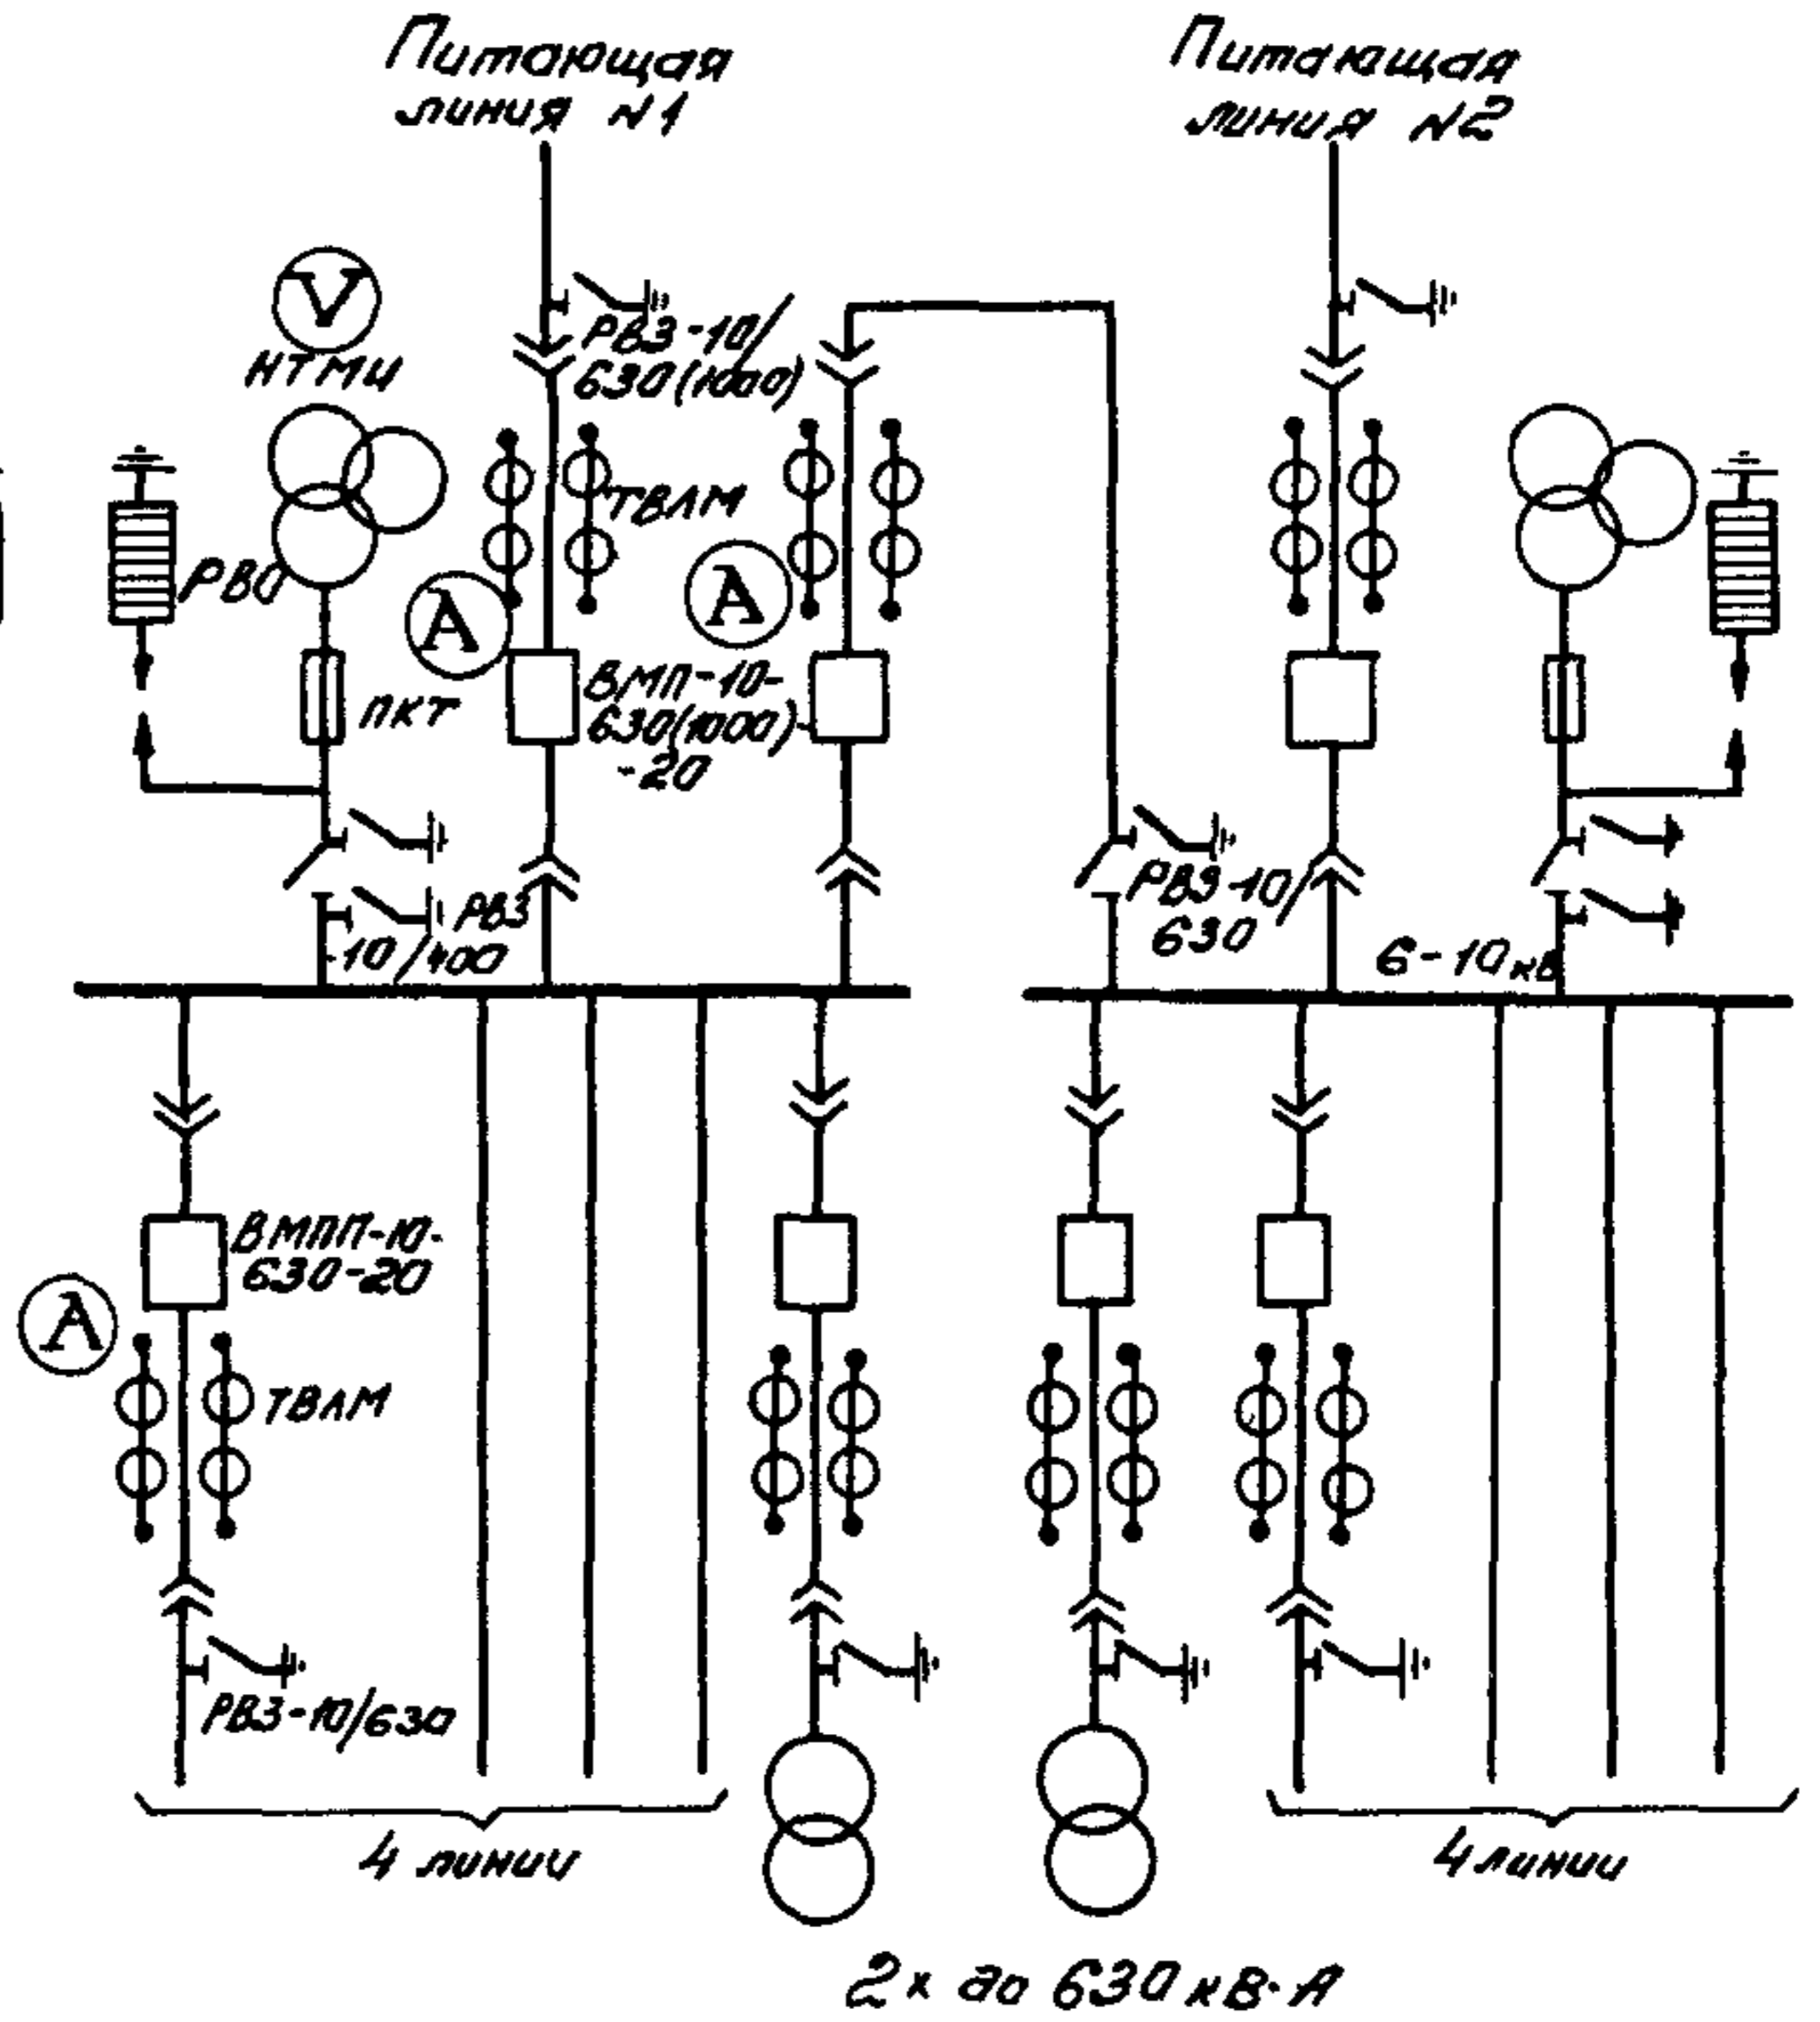 Питающая
линия №1
Питающая
линия №2
V
НТМИ
РВЗ-10/
630(1000)
ТВЛМ
РВО
А
А
ПКТ
ВМП-10-
630(1000)-
-20
РВЗ
-10/400
РВЗ-10/
630
6-10кВ
ВМПП-10-
630-20
А
ТВЛМ
РВЗ-10/630
4 линии
4 линии
2х до 630 кВ·А